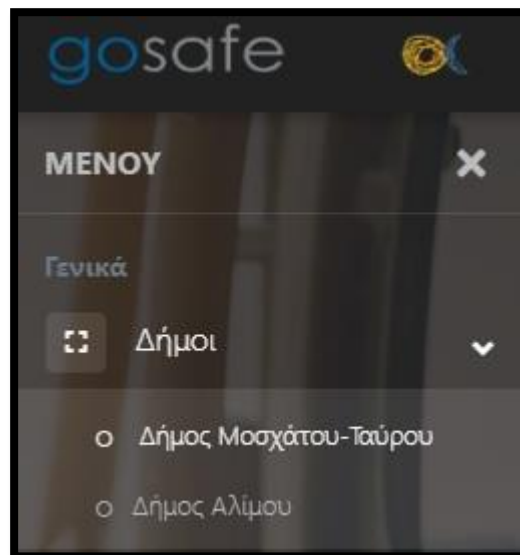 gosafe
ΜΕΝΟΥ
Γενικά
Δήμοι
Δήμος Μοσχάτου-Ταύρου
Δήμος Αλίμου